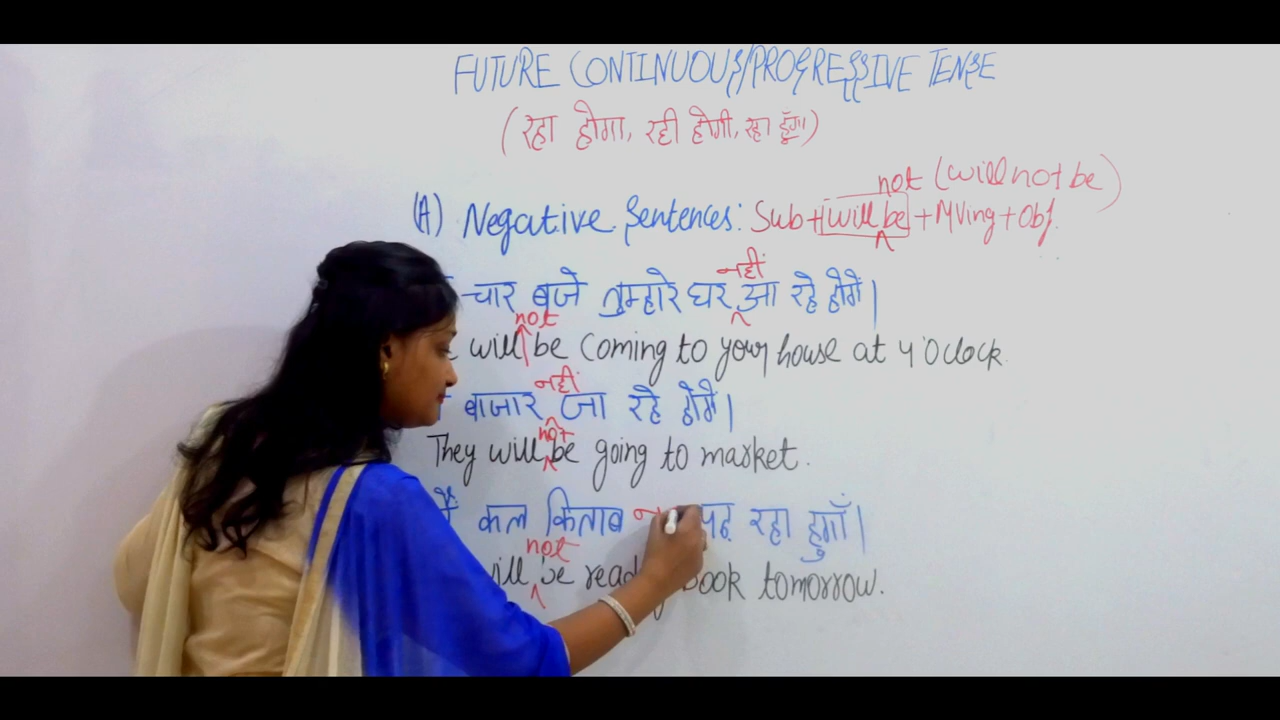 FUTURE CONTINUOUS/PROGRESSIVE TENSE
(रहा होगा, रही होगी, रहा हूँगा)
not (will not be)
(A) Negative Sentences: Sub + will be + MVing + Obj.
नहीं
चार बजे तुम्हारे घर आ रहे होगें।
not
will be Coming to your house at 4 O'clock.
नहीं
बाजार जा रहे होगें।
not
They will be going to market.
मैं कल किताब पढ़ रहा हुगाँ।
not
be book tomorrow.